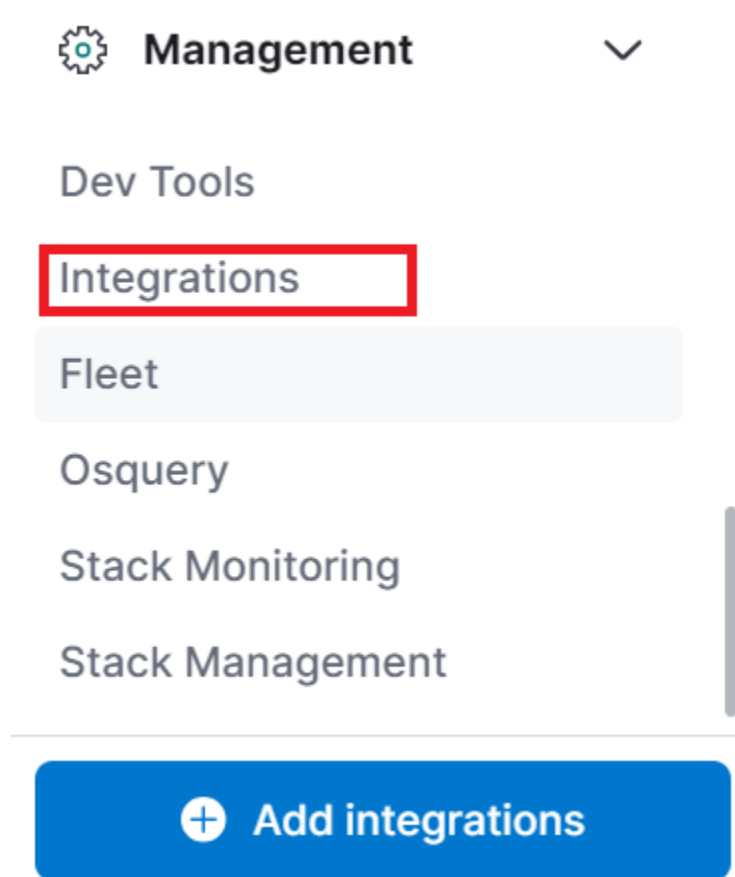 Management
Dev Tools
Integrations
Fleet
Osquery
Stack Monitoring
Stack Management
Add integrations